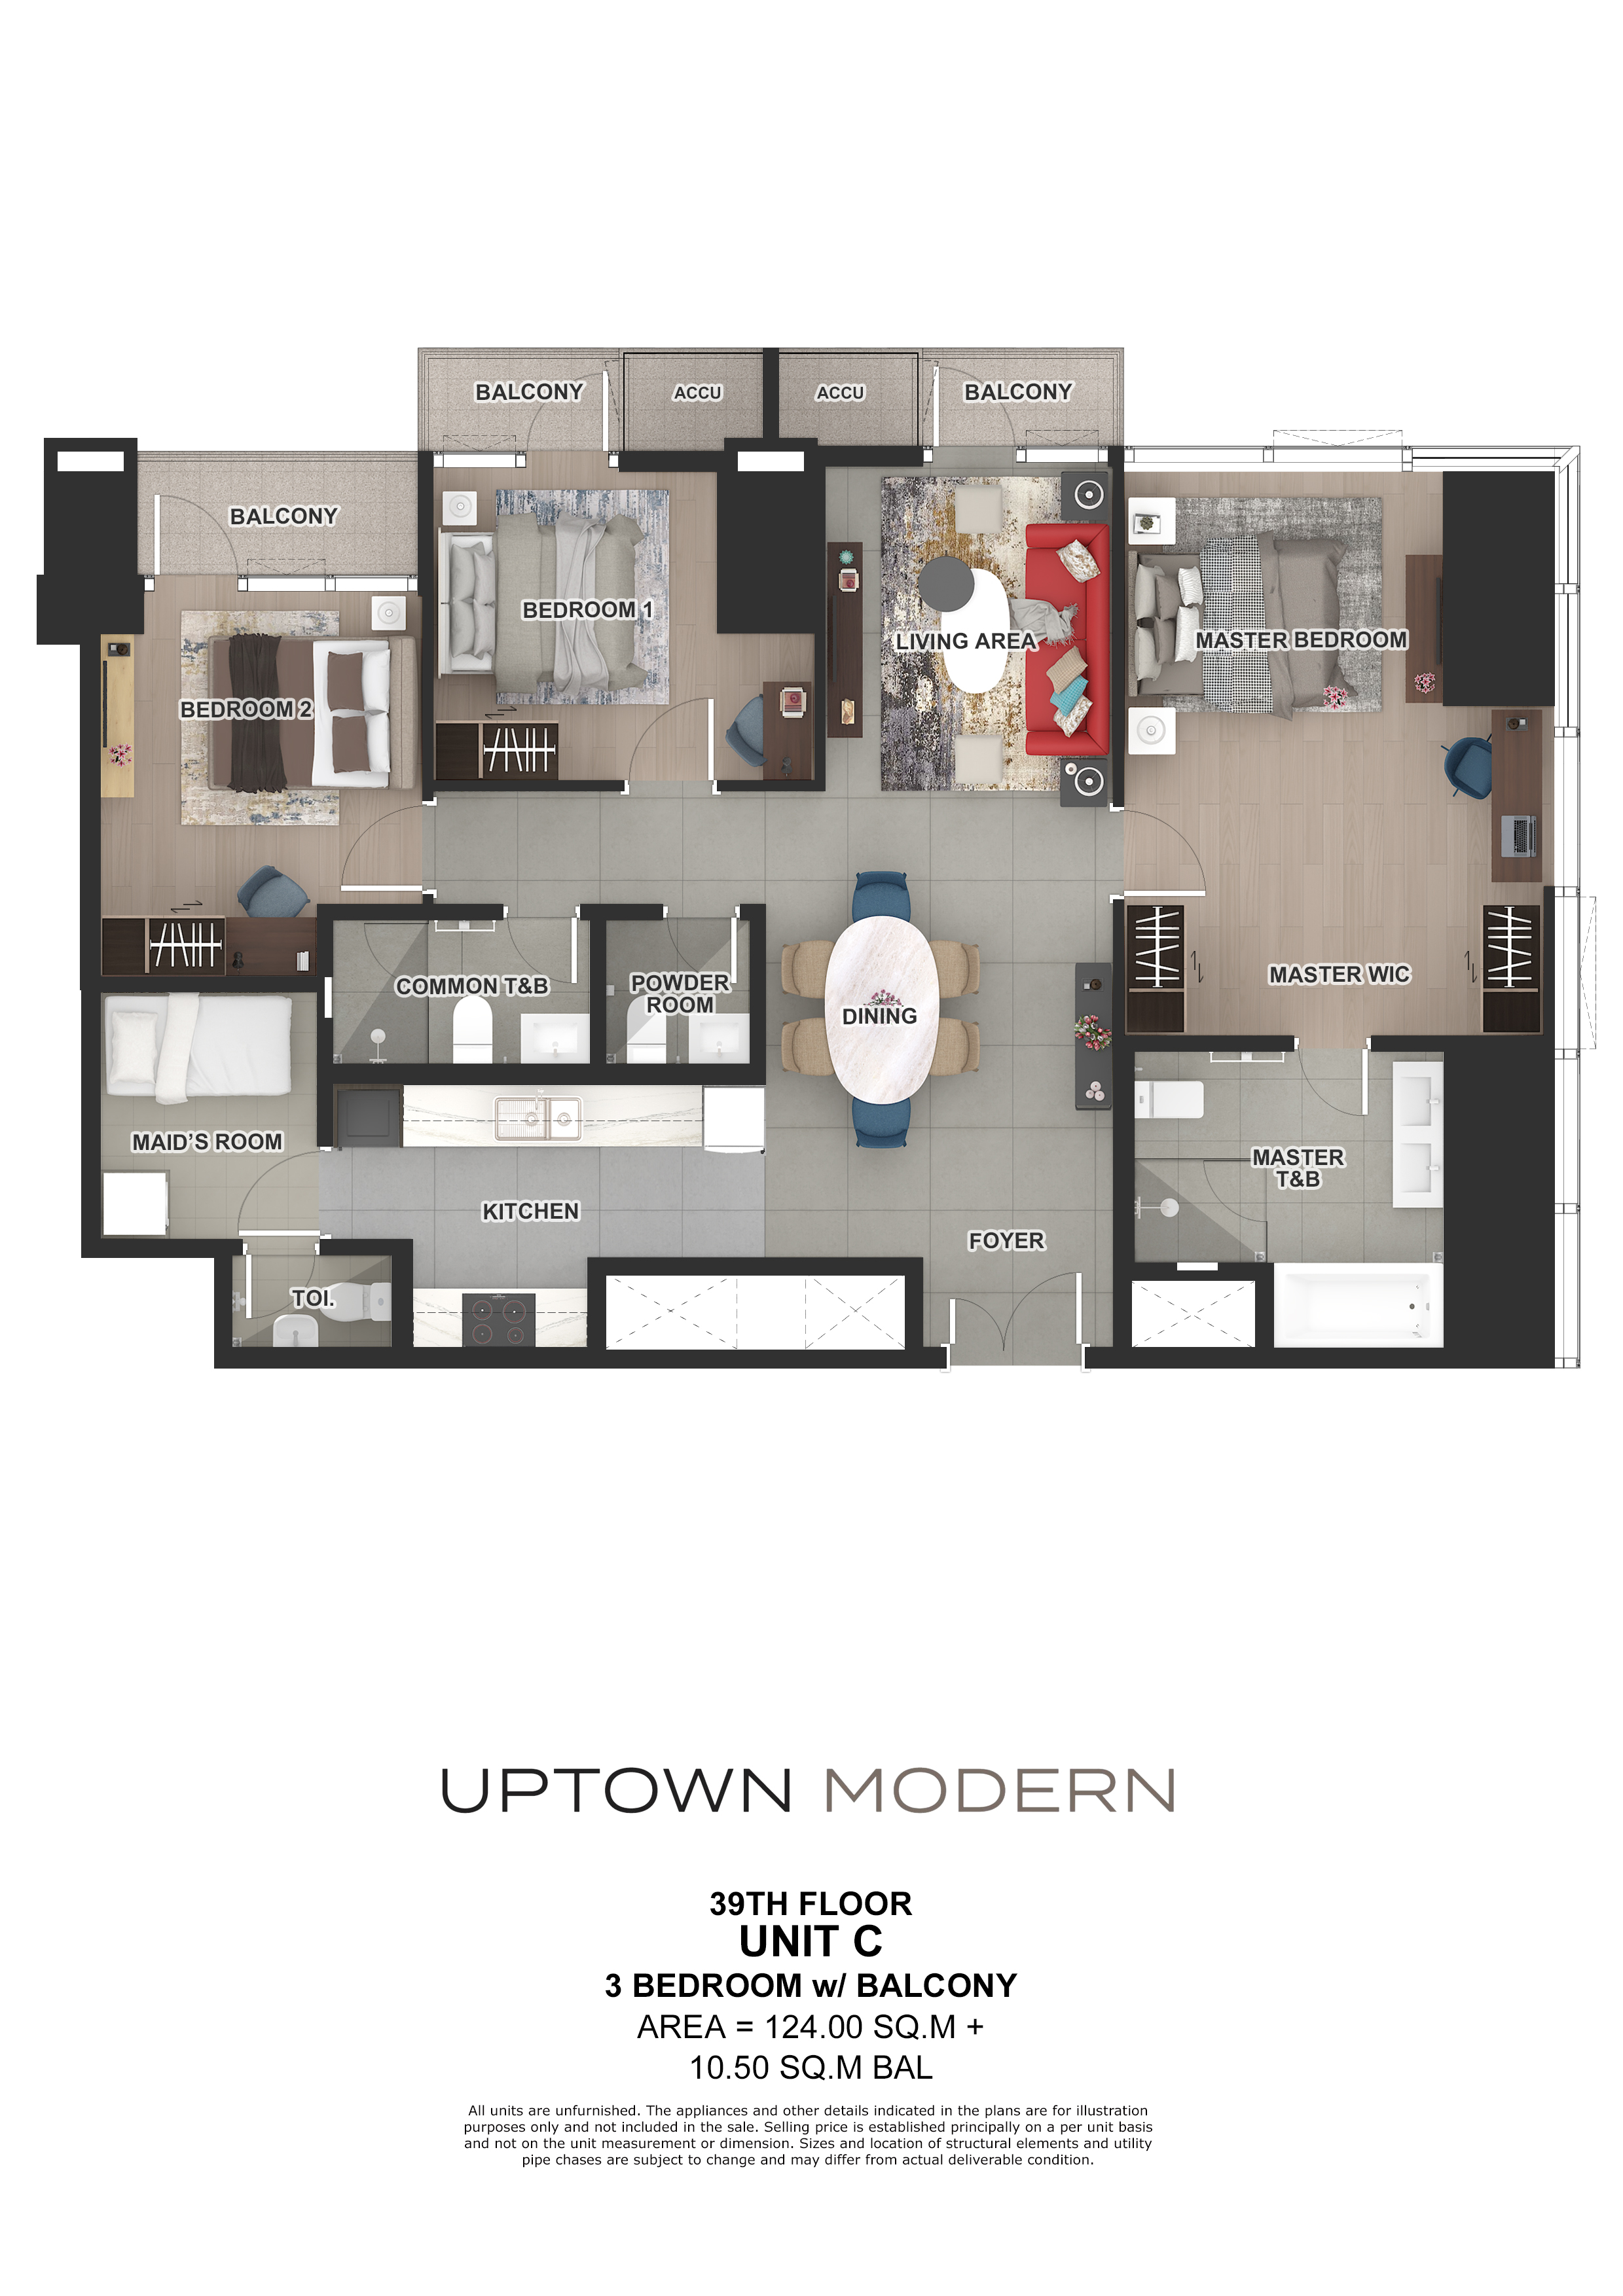 BALCONY
ACCU
ACCU
BALCONY
BALCONY
BEDROOM 1
LIVING AREA
MASTER BEDROOM
BEDROOM 2
COMMON T&B
POWDER
ROOM
DINING
MASTER WIC
MAID'S ROOM
MASTER
T&B
KITCHEN
FOYER
TOI.
UPTOWN MODERN
39TH FLOOR
UNIT C
3 BEDROOM w/ BALCONY
AREA = 124.00 SQ.M +
10.50 SQ.M BAL
All units are unfurnished. The appliances and other details indicated in the plans are for illustration
purposes only and not included in the sale. Selling price is established principally on a per unit basis
and not on the unit measurement or dimension. Sizes and location of structural elements and utility
pipe chases are subject to change and may differ from actual deliverable condition.